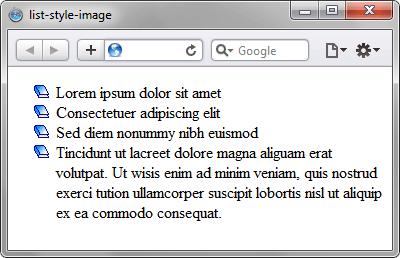 list-style-image
Google
Lorem ipsum dolor sit amet
Consectetuer adipiscing elit
Sed diem nonummy nibh euismod
Tincidunt ut lacreet dolore magna aliguam erat
volutpat. Ut wisis enim ad minim veniam, quis nostrud
exerci tution ullamcorper suscipit lobortis nisl ut aliquip
ex ea commodo consequat.